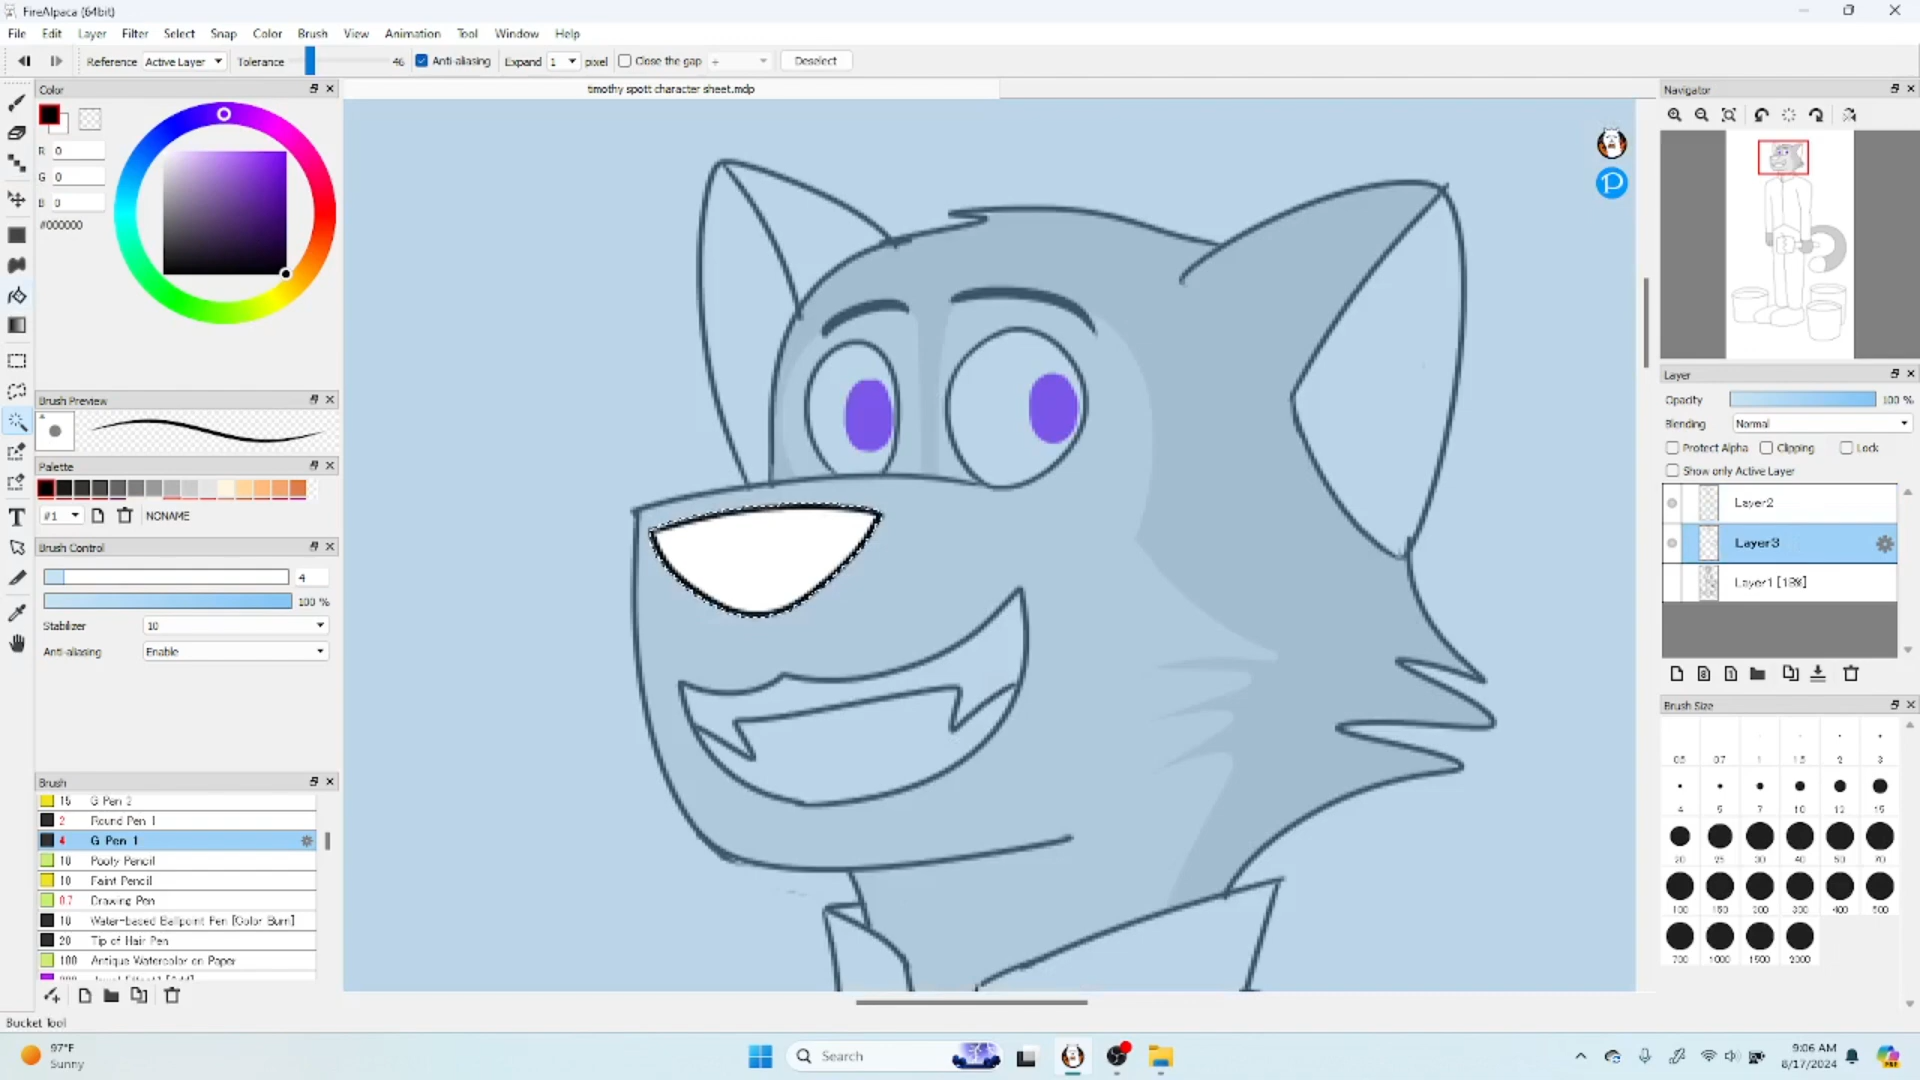 FireAlpaca (64bit)
File Edit Layer Filter Select Snap Color Brush View Animation Tool Window Help
Reference Active Layer Tolerance 46 Anti-aliasing Expand 1 pixel Close the gap + Deselect
Color
timothy spott character sheet.mdp
Navigator
R 0
G 0
B 0
#000000
Brush Preview
Palette
#1 NONAME
Brush Control
4
100 %
Stabilizer 10
Anti-aliasing Enable
Brush
15 G Pen 2
2 Round Pen 1
4 G Pen 1
10 Pooly Pencil
10 Faint Pencil
0.7 Drawing Pen
10 Water-based Ballpoint Pen [Color Burn]
20 Tip of Hair Pen
100 Antique Watercolor on Paper
Layer
Opacity 100 %
Blending Normal
Protect Alpha Clipping Lock
Show only Active Layer
Layer2
Layer3
Layer1 [18%]
Brush Size
0.5 0.7 1 1.5 2 3
4 5 7 10 12 15
20 25 30 40 50 70
100 150 200 300 400 500
700 1000 1500 2000
Bucket Tool
97°F
Sunny
Search
9:06 AM
8/17/2024